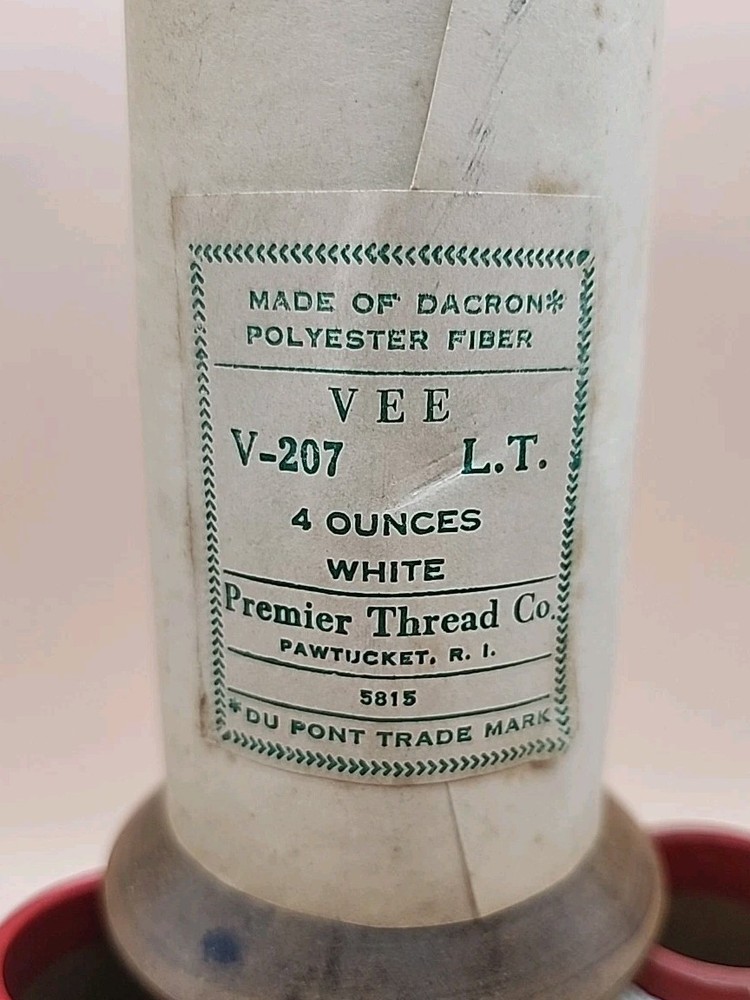 MADE OF DACRON*
POLYESTER FIBER
VEE
V-207 L.T.
4 OUNCES
WHITE
Premier Thread Co.
PAWTUCKET, R. I.
5815
*DU PONT TRADE MARK